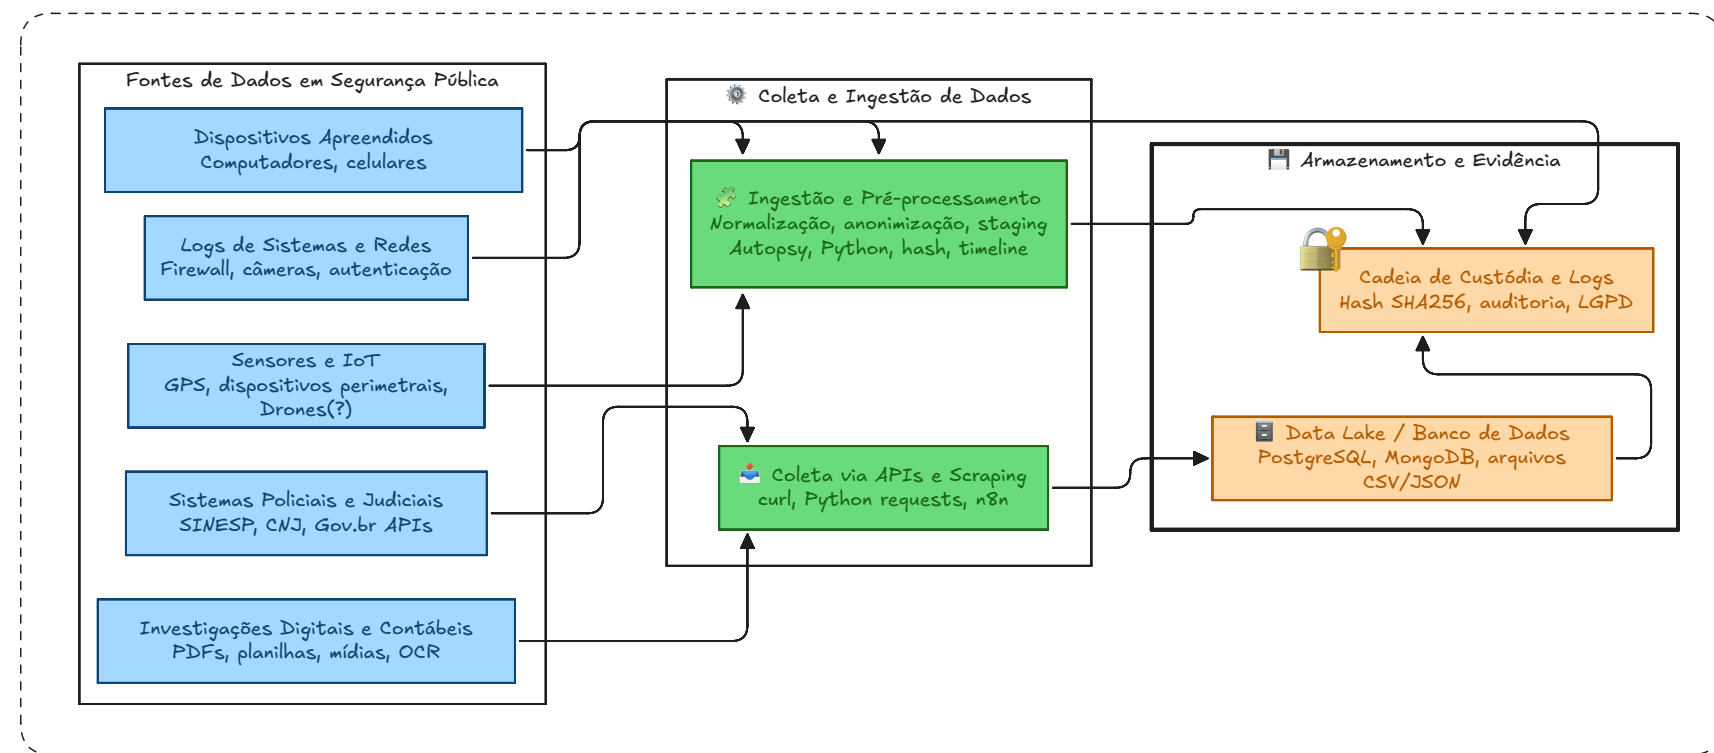 Fontes de Dados em Segurança Pública
Dispositivos Apreendidos
Computadores, celulares
Logs de Sistemas e Redes
Firewall, câmeras, autenticação
Sensores e IoT
GPS, dispositivos perimetrais,
Drones(?)
Sistemas Policiais e Judiciais
SINESP, CNJ, Gov.br APIs
Investigações Digitais e Contábeis
PDFs, planilhas, mídias, OCR
Coleta e Ingestão de Dados
Ingestão e Pré-processamento
Normalização, anonimização, staging
Autopsy, Python, hash, timeline
Coleta via APIs e Scraping
curl, Python requests, n8n
Armazenamento e Evidência
Cadeia de Custódia e Logs
Hash SHA256, auditoria, LGPD
Data Lake / Banco de Dados
PostgreSQL, MongoDB, arquivos
CSV/JSON